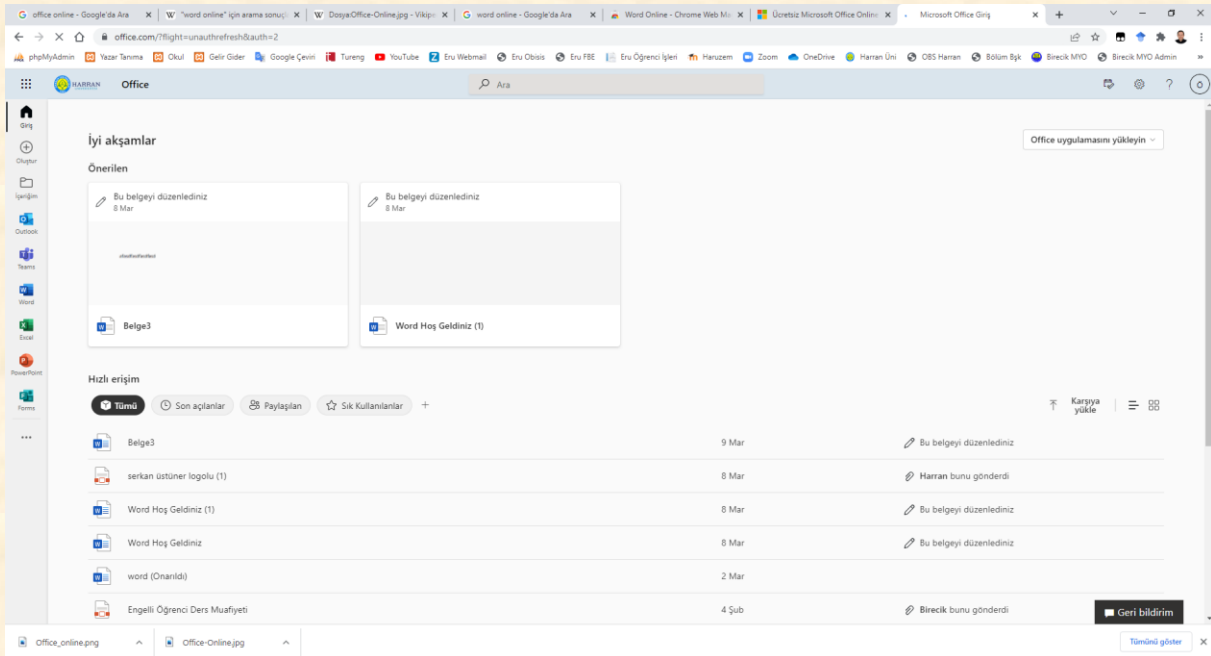 office online - Google'da Ara
"word online" için arama sonuçl
Dosya:Office-Online.jpg - Vikipe
word online - Google'da Ara
Word Online - Chrome Web Ma
Ücretsiz Microsoft Office Online
Microsoft Office Giriş
office.com/?flight=unauthrefresh&auth=2
phpMyAdmin Yazar Tanıma Okul Gelir Gider Google Çeviri Tureng YouTube Eru Webmail Eru Obisis Eru FBE Eru Öğrenci İşleri Haruzem Zoom OneDrive Harran Üni OBS Harran Bölüm Bşk Birecik MYO Birecik MYO Admin »
HARRAN Office Ara ?
Giriş
Oluştur
İçeriğim
Outlook
Teams
Word
Excel
PowerPoint
Forms
İyi akşamlar
Office uygulamasını yükleyin
Önerilen
Bu belgeyi düzenlediniz
8 Mar
Belge3
Bu belgeyi düzenlediniz
8 Mar
Word Hoş Geldiniz (1)
Hızlı erişim
Tümü Son açılanlar Paylaşılan Sık Kullanılanlar +
Karşıya
yükle
Belge3 9 Mar Bu belgeyi düzenlediniz
serkan üstüner logolu (1) 8 Mar Harran bunu gönderdi
Word Hoş Geldiniz (1) 8 Mar Bu belgeyi düzenlediniz
Word Hoş Geldiniz 8 Mar Bu belgeyi düzenlediniz
word (Onarıldı) 2 Mar
Engelli Öğrenci Ders Muafiyeti 4 Şub Birecik bunu gönderdi
Geri bildirim
Office_online.png Office-Online.jpg Tümünü göster